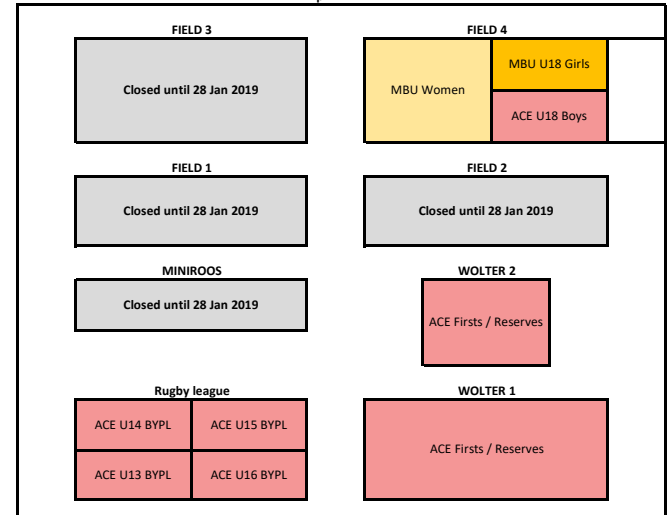 FIELD 3
FIELD 4
Closed until 28 Jan 2019
MBU Women
MBU U18 Girls
ACE U18 Boys
FIELD 1
FIELD 2
Closed until 28 Jan 2019
Closed until 28 Jan 2019
MINIROOS
WOLTER 2
Closed until 28 Jan 2019
ACE Firsts / Reserves
Rugby league
WOLTER 1
ACE U14 BYPL
ACE U15 BYPL
ACE U13 BYPL
ACE U16 BYPL
ACE Firsts / Reserves